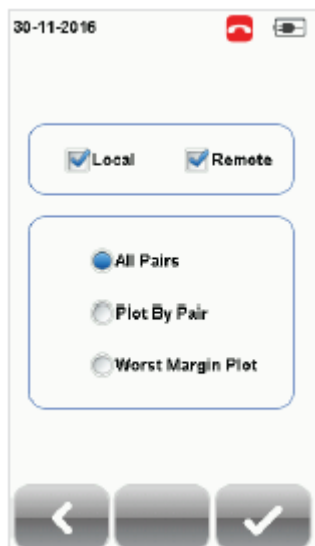 30-11-2016
Local Remote
All Pairs
Plot By Pair
Worst Margin Plot